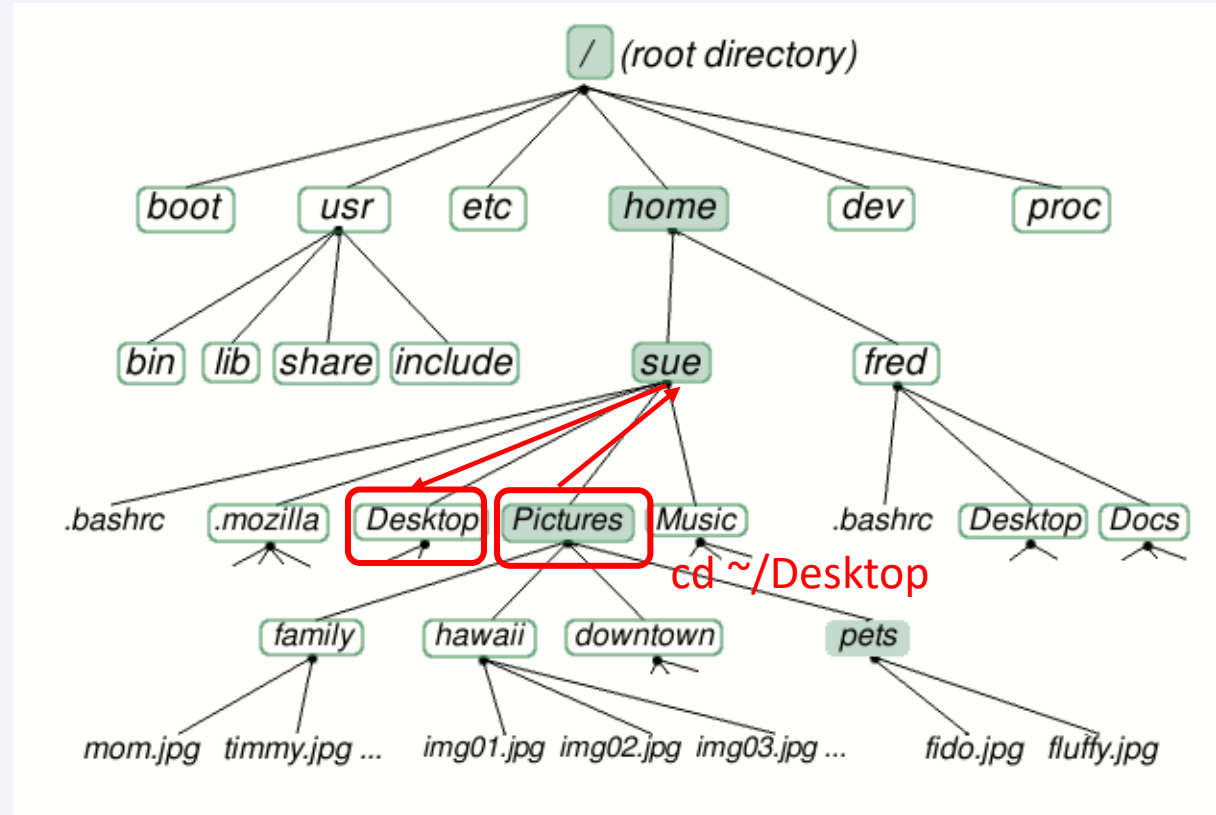 / (root directory)
boot usr etc home dev proc
bin lib share include sue fred
.bashrc .mozilla Desktop Pictures Music .bashrc Desktop Docs
cd ~/Desktop
family hawaii downtown pets
mom.jpg timmy.jpg ... img01.jpg img02.jpg img03.jpg ... fido.jpg fluffy.jpg